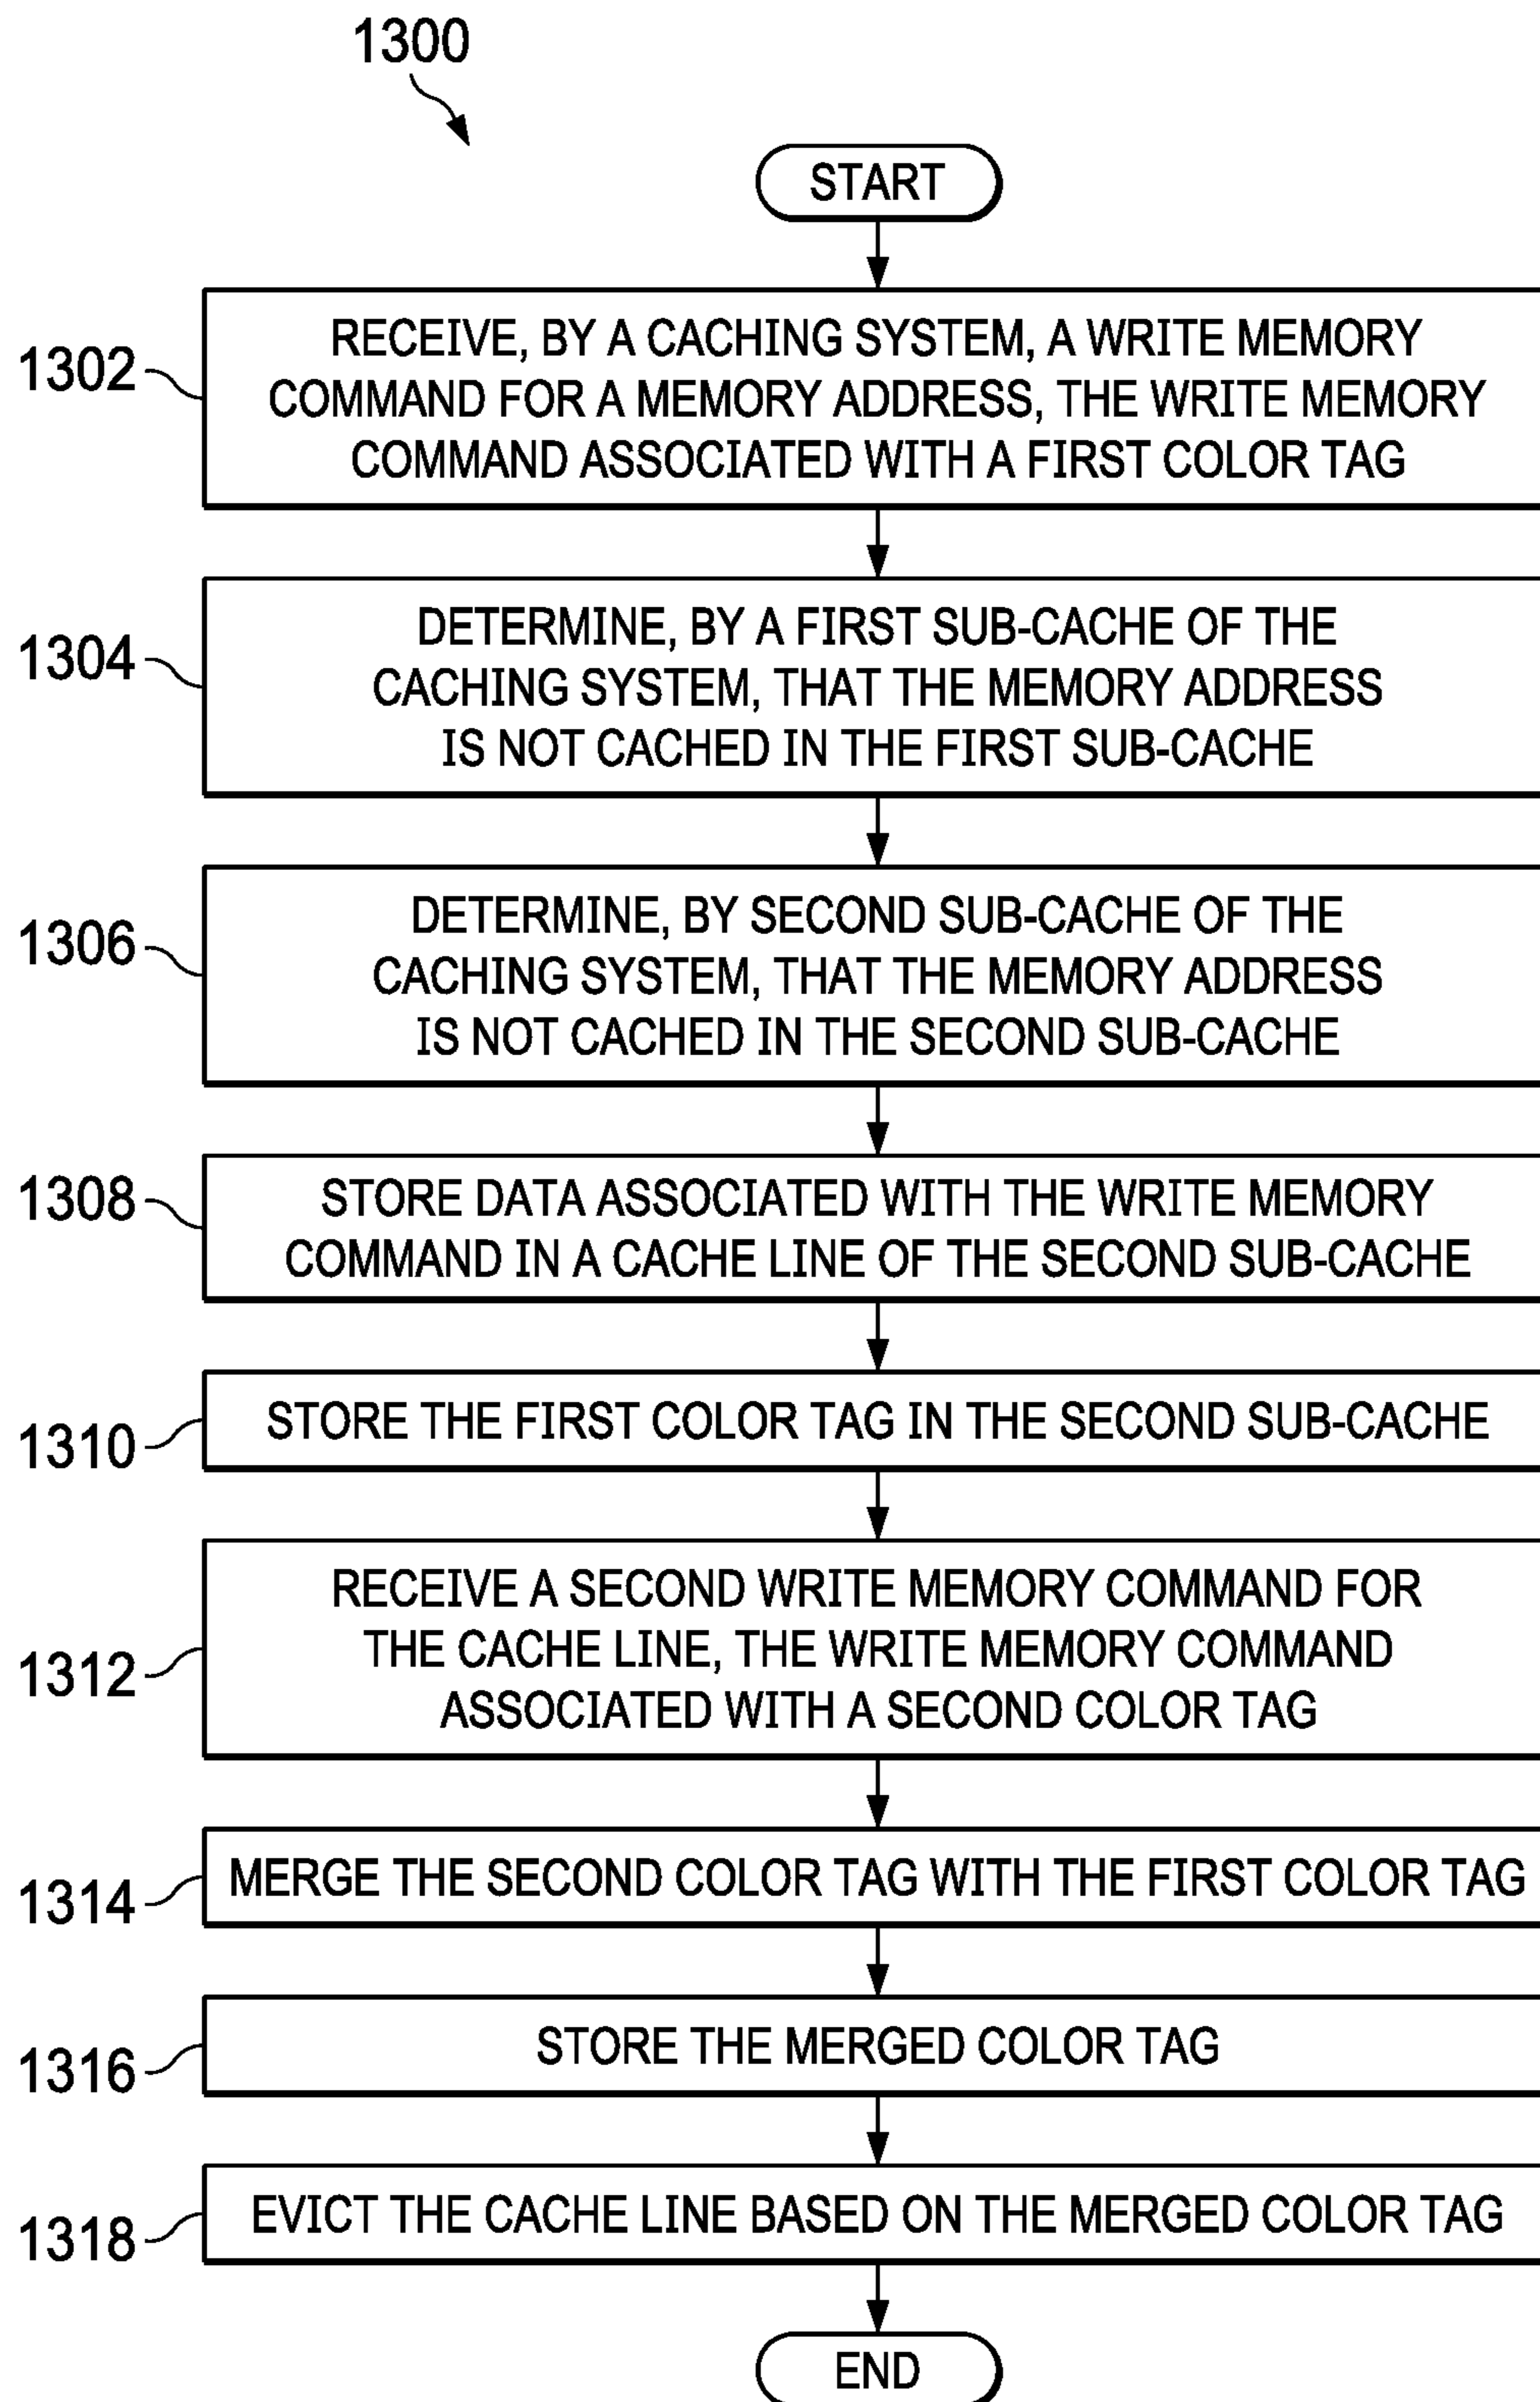 1300
START
1302
RECEIVE, BY A CACHING SYSTEM, A WRITE MEMORY
COMMAND FOR A MEMORY ADDRESS, THE WRITE MEMORY
COMMAND ASSOCIATED WITH A FIRST COLOR TAG
1304
DETERMINE, BY A FIRST SUB-CACHE OF THE
CACHING SYSTEM, THAT THE MEMORY ADDRESS
IS NOT CACHED IN THE FIRST SUB-CACHE
1306
DETERMINE, BY SECOND SUB-CACHE OF THE
CACHING SYSTEM, THAT THE MEMORY ADDRESS
IS NOT CACHED IN THE SECOND SUB-CACHE
1308
STORE DATA ASSOCIATED WITH THE WRITE MEMORY
COMMAND IN A CACHE LINE OF THE SECOND SUB-CACHE
1310
STORE THE FIRST COLOR TAG IN THE SECOND SUB-CACHE
1312
RECEIVE A SECOND WRITE MEMORY COMMAND FOR
THE CACHE LINE, THE WRITE MEMORY COMMAND
ASSOCIATED WITH A SECOND COLOR TAG
1314
MERGE THE SECOND COLOR TAG WITH THE FIRST COLOR TAG
1316
STORE THE MERGED COLOR TAG
1318
EVICT THE CACHE LINE BASED ON THE MERGED COLOR TAG
END